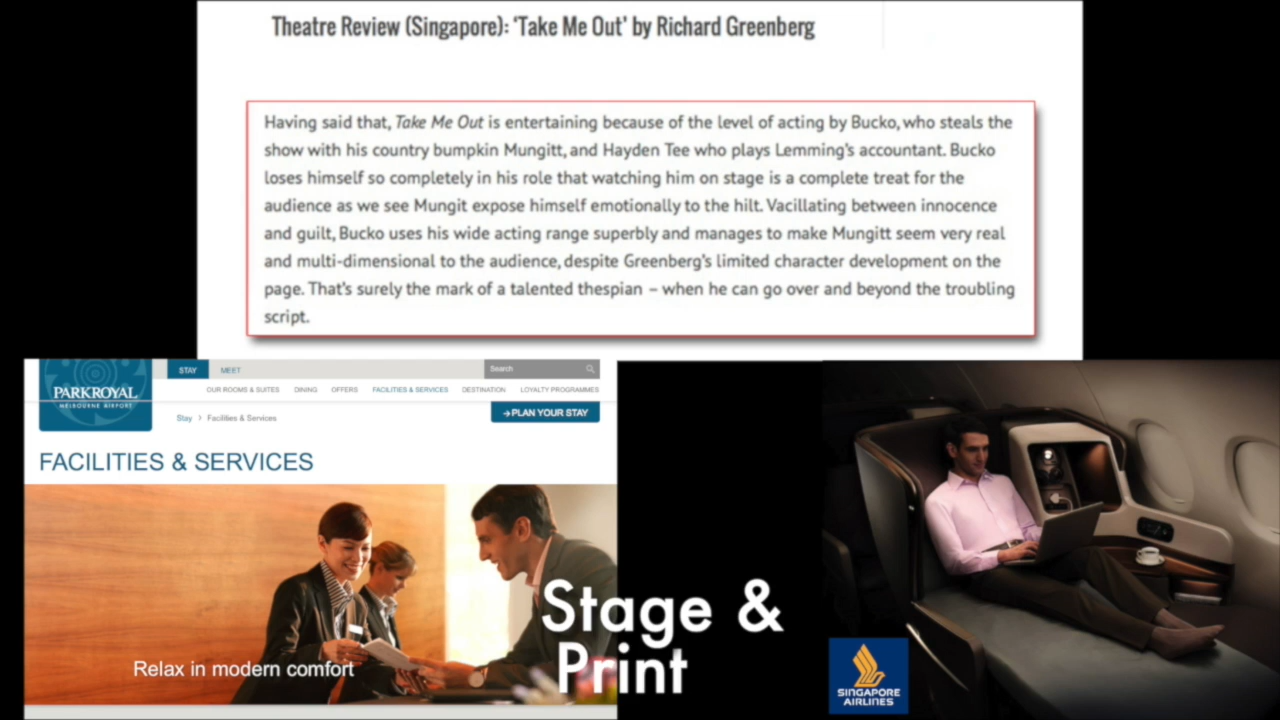 Theatre Review (Singapore): 'Take Me Out' by Richard Greenberg
Having said that, Take Me Out is entertaining because of the level of acting by Bucko, who steals the
show with his country bumpkin Mungitt, and Hayden Tee who plays Lemming's accountant. Bucko
loses himself so completely in his role that watching him on stage is a complete treat for the
audience as we see Mungit expose himself emotionally to the hilt. Vacillating between innocence
and guilt, Bucko uses his wide acting range superbly and manages to make Mungitt seem very real
and multi-dimensional to the audience, despite Greenberg's limited character development on the
page. That's surely the mark of a talented thespian – when he can go over and beyond the troubling
script.
PARKROYAL
MELBOURNE AIRPORT
STAY MEET Search
OUR ROOMS & SUITES DINING OFFERS FACILITIES & SERVICES DESTINATION LOYALTY PROGRAMMES
Stay > Facilities & Services
→PLAN YOUR STAY
FACILITIES & SERVICES
Relax in modern comfort
Stage &
Print
SINGAPORE
AIRLINES